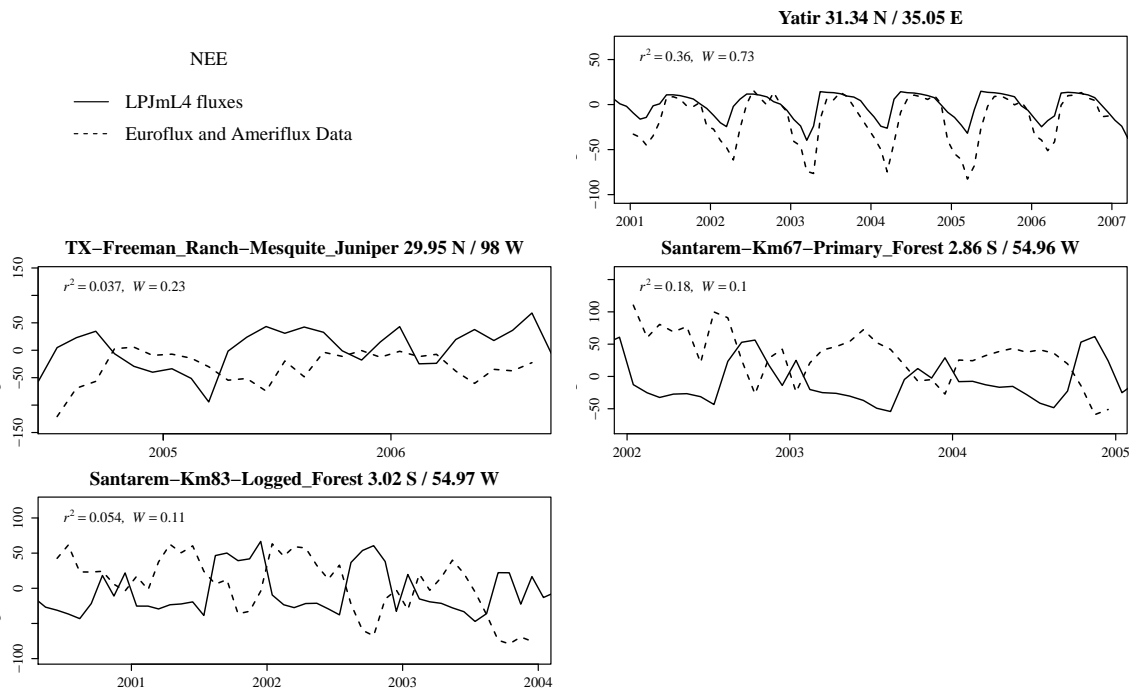 NEE
LPJmL4 fluxes
Euroflux and Ameriflux Data
Yatir 31.34 N / 35.05 E
r² = 0.36, W = 0.73
50
0
−50
−100
2001 2002 2003 2004 2005 2006 2007
TX−Freeman_Ranch−Mesquite_Juniper 29.95 N / 98 W
r² = 0.037, W = 0.23
150
50
0
−50
−150
2005 2006
Santarem−Km67−Primary_Forest 2.86 S / 54.96 W
r² = 0.18, W = 0.1
100
50
0
−50
2002 2003 2004 2005
Santarem−Km83−Logged_Forest 3.02 S / 54.97 W
r² = 0.054, W = 0.11
100
50
0
−100
2001 2002 2003 2004